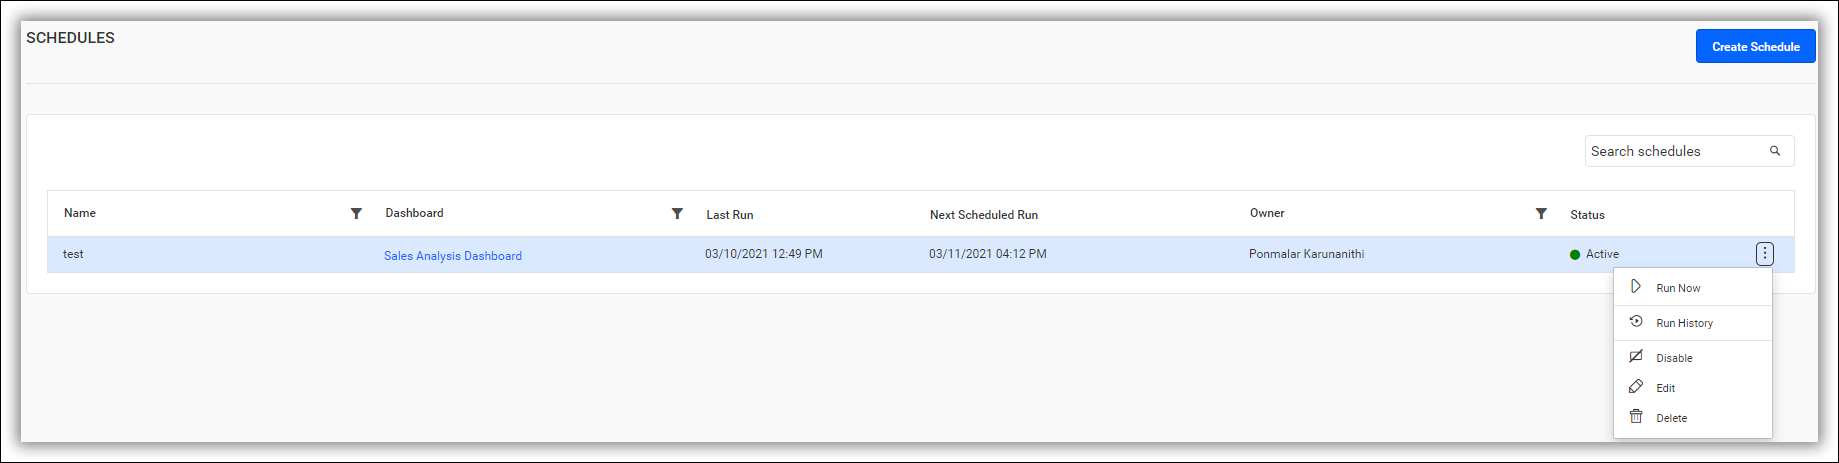 SCHEDULES
Create Schedule
Search schedules
Name Dashboard Last Run Next Scheduled Run Owner Status
test Sales Analysis Dashboard 03/10/2021 12:49 PM 03/11/2021 04:12 PM Ponmalar Karunanithi Active
Run Now
Run History
Disable
Edit
Delete